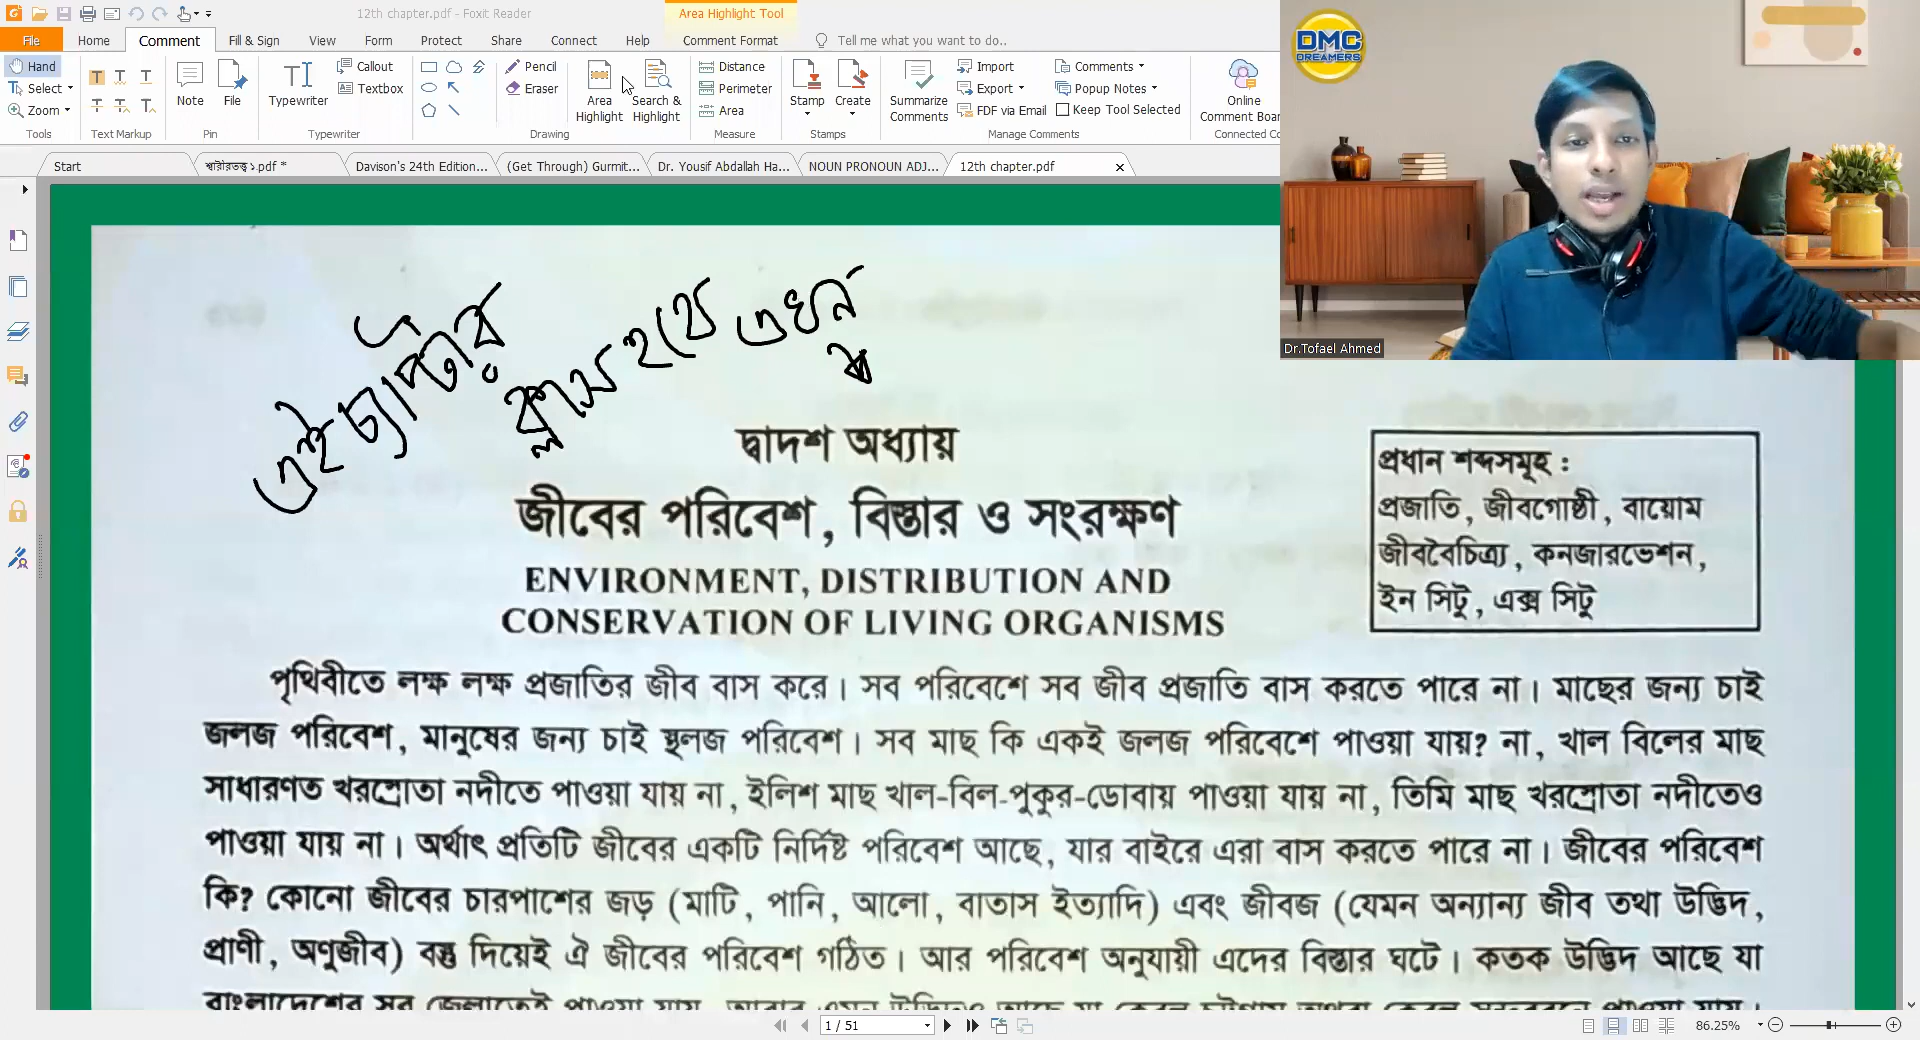 12th chapter.pdf - Foxit Reader
Area Highlight Tool
File Home Comment Fill & Sign View Form Protect Share Connect Help Comment Format Tell me what you want to do..
Hand
Select
Zoom
Tools
Text Markup
Note
File
Pin
Typewriter
Callout
Textbox
Typewriter
Pencil
Eraser
Area Highlight
Search & Highlight
Drawing
Distance
Perimeter
Area
Measure
Stamp
Create
Stamps
Summarize Comments
Import
Export
FDF via Email
Comments
Popup Notes
Keep Tool Selected
Manage Comments
Online Comment Boa
Connected Co
DMC
DREAMERS
Dr.Tofael Ahmed
Start
শ্বারীরতত্ত্ব ১.pdf *
Davison's 24th Edition...
(Get Through) Gurmit...
Dr. Yousif Abdallah Ha...
NOUN PRONOUN ADJ...
12th chapter.pdf
এই চ্যাপ্টার ক্লাস হবে এখন
দ্বাদশ অধ্যায়
জীবের পরিবেশ, বিস্তার ও সংরক্ষণ
ENVIRONMENT, DISTRIBUTION AND
CONSERVATION OF LIVING ORGANISMS
প্রধান শব্দসমূহ :
প্রজাতি, জীবগোষ্ঠী, বায়োম
জীববৈচিত্র্য, কনজারভেশন,
ইন সিটু, এক্স সিটু
পৃথিবীতে লক্ষ লক্ষ প্রজাতির জীব বাস করে। সব পরিবেশে সব জীব প্রজাতি বাস করতে পারে না। মাছের জন্য চাই
জলজ পরিবেশ, মানুষের জন্য চাই স্থলজ পরিবেশ। সব মাছ কি একই জলজ পরিবেশে পাওয়া যায়? না, খাল বিলের মাছ
সাধারণত খরস্রোতা নদীতে পাওয়া যায় না, ইলিশ মাছ খাল-বিল-পুকুর-ডোবায় পাওয়া যায় না, তিমি মাছ খরস্রোতা নদীতেও
পাওয়া যায় না। অর্থাৎ প্রতিটি জীবের একটি নির্দিষ্ট পরিবেশ আছে, যার বাইরে এরা বাস করতে পারে না। জীবের পরিবেশ
কি? কোনো জীবের চারপাশের জড় (মাটি, পানি, আলো, বাতাস ইত্যাদি) এবং জীবজ (যেমন অন্যান্য জীব তথা উদ্ভিদ,
প্রাণী, অণুজীব) বস্তু দিয়েই ঐ জীবের পরিবেশ গঠিত। আর পরিবেশ অনুযায়ী এদের বিস্তার ঘটে। কতক উদ্ভিদ আছে যা
1 / 51
86.25%